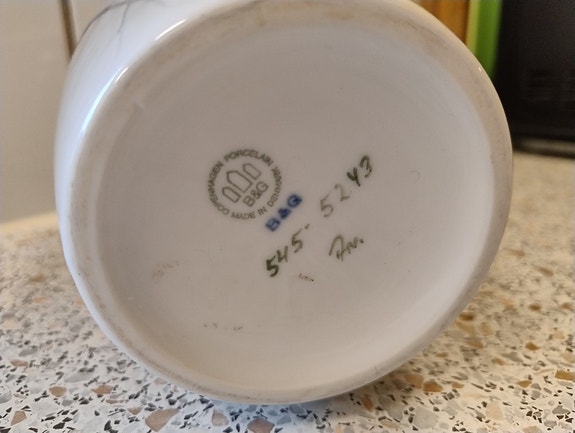 COPENHAGEN PORCELAIN
B&G
MADE IN DENMARK
B&G
545-5243